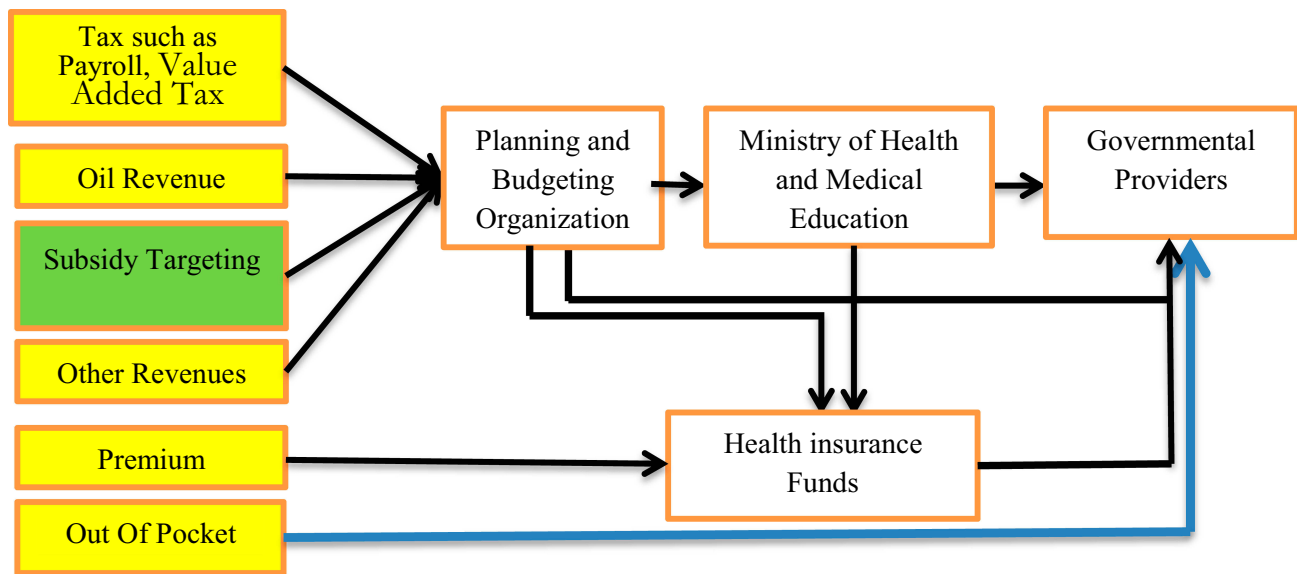 Tax such as
Payroll, Value
Added Tax
Oil Revenue
Subsidy Targeting
Other Revenues
Premium
Out Of Pocket
Planning and
Budgeting
Organization
Ministry of Health
and Medical
Education
Governmental
Providers
Health insurance
Funds